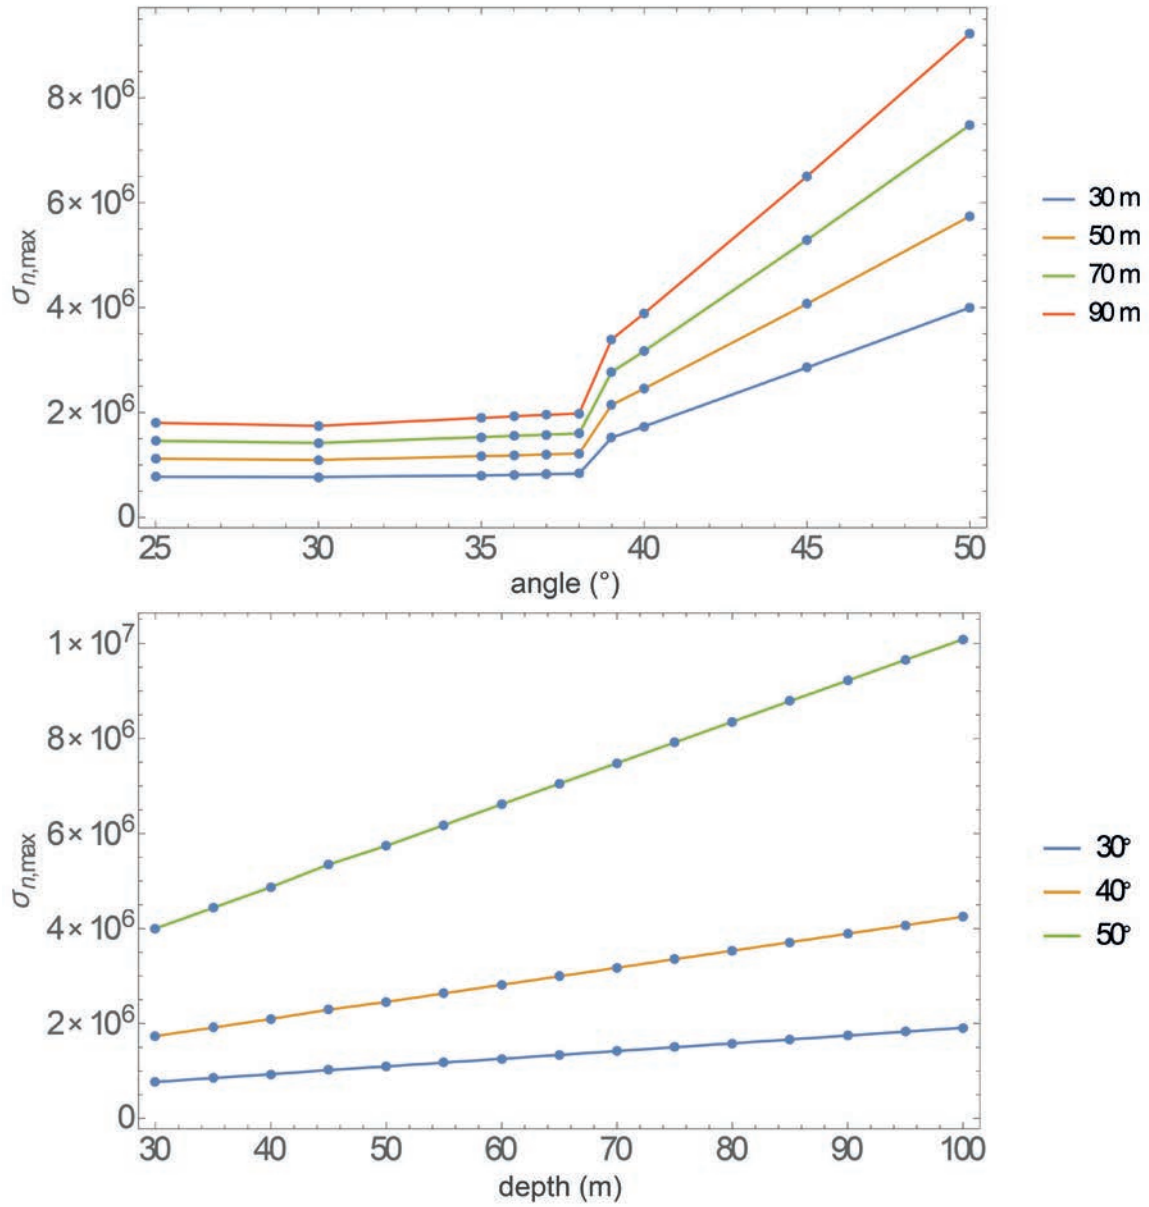 8 × 10⁶
6 × 10⁶
4 × 10⁶
2 × 10⁶
0
σn,max
25 30 35 40 45 50
angle (°)
30 m
50 m
70 m
90 m
1 × 10⁷
8 × 10⁶
6 × 10⁶
4 × 10⁶
2 × 10⁶
0
σn,max
30 40 50 60 70 80 90 100
depth (m)
30°
40°
50°